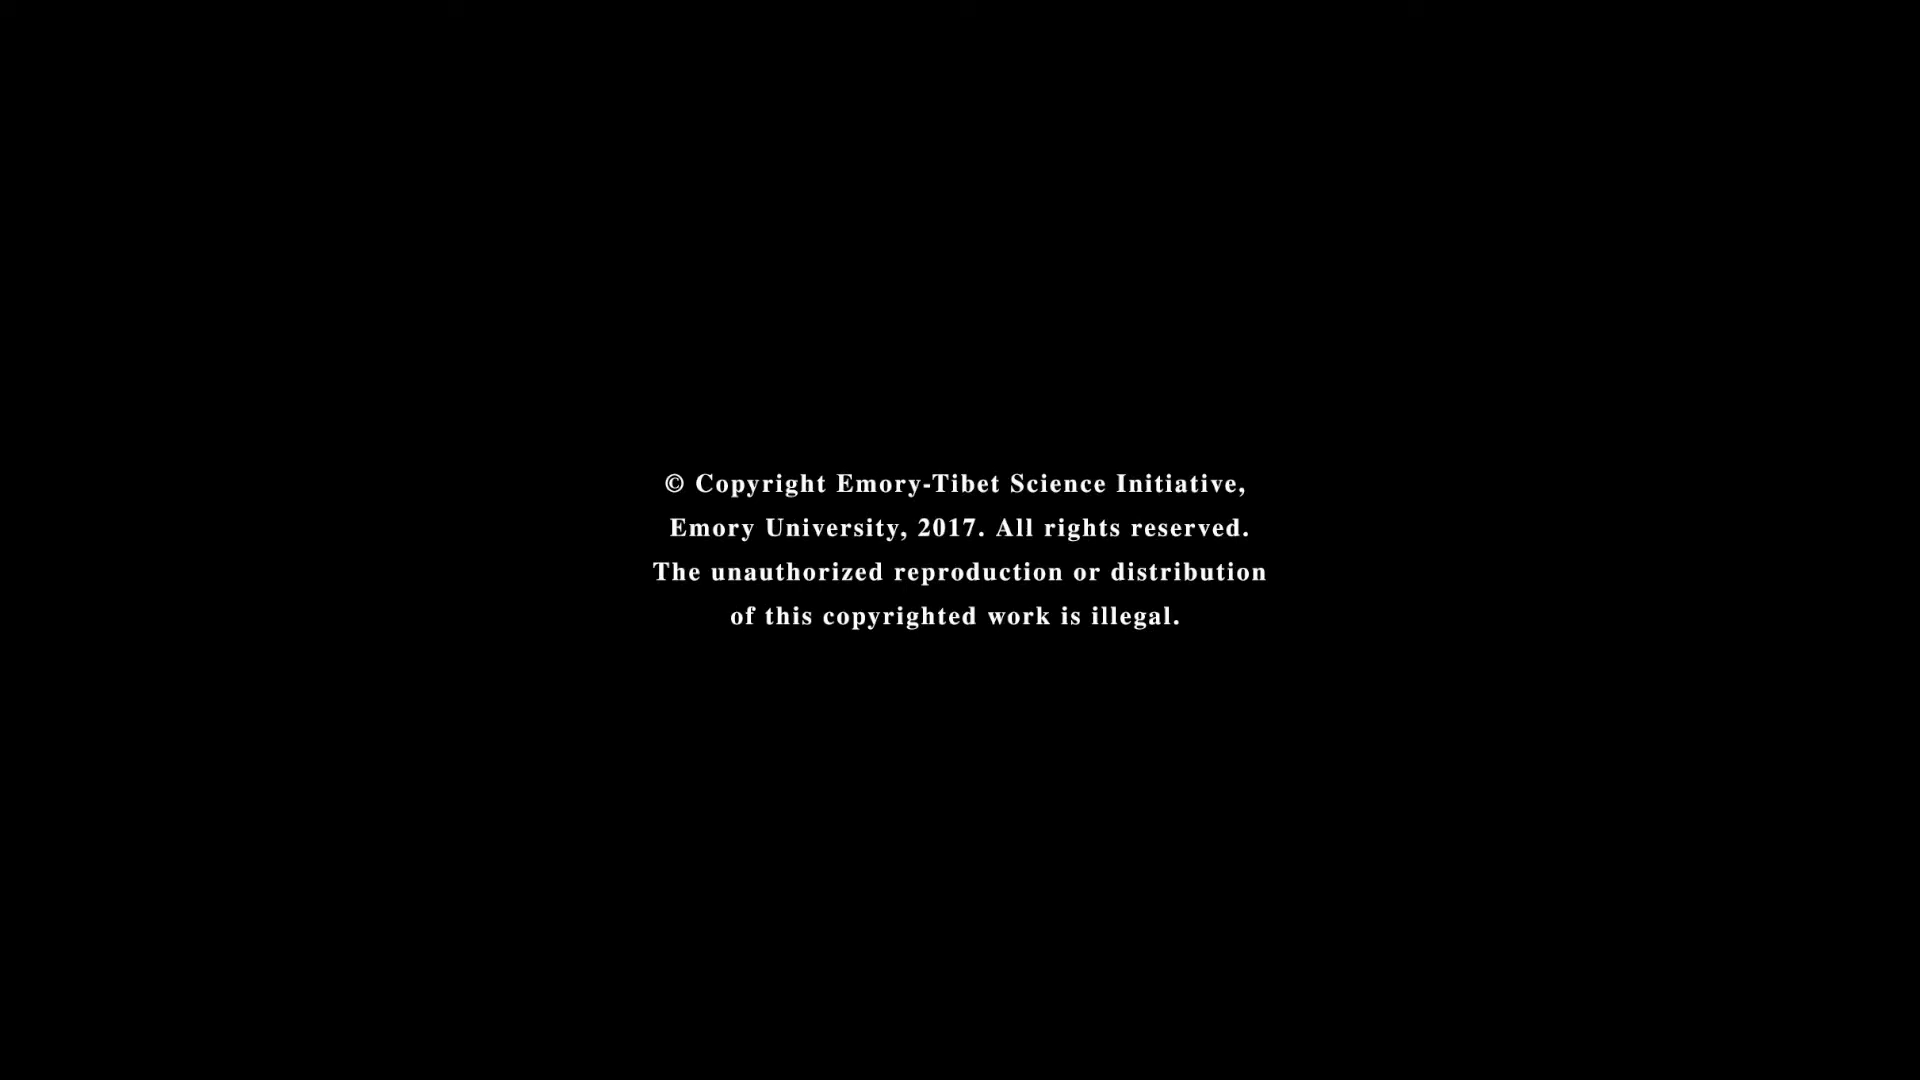 © Copyright Emory-Tibet Science Initiative,
Emory University, 2017. All rights reserved.
The unauthorized reproduction or distribution
of this copyrighted work is illegal.